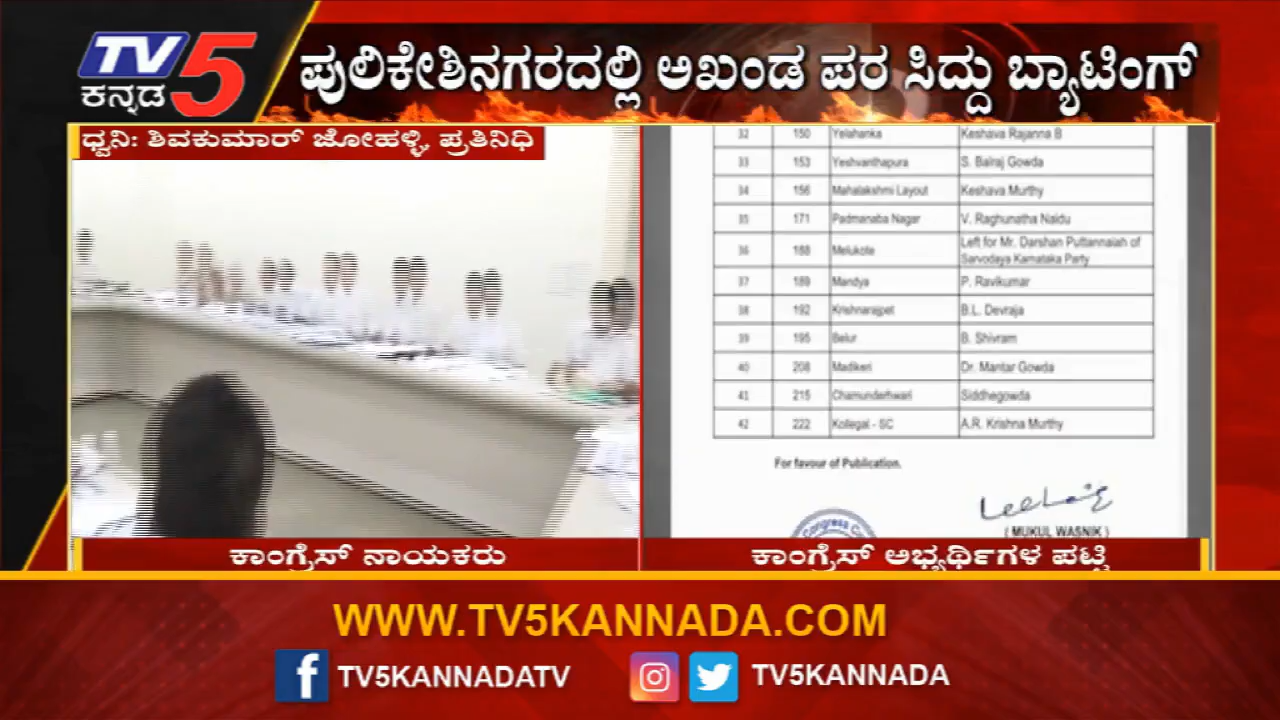 TV5
ಕನ್ನಡ
ಪುಲಿಕೇಶಿನಗರದಲ್ಲಿ ಅಖಂಡ ಪರ ಸಿದ್ದು ಬ್ಯಾಟಿಂಗ್
ಧ್ವನಿ: ಶಿವಕುಮಾರ್ ಜೋಹಳ್ಳಿ, ಪ್ರತಿನಿಧಿ
32 150 Yelahanka Keshava Rajanna B
33 153 Yeshvanthapura S. Balraj Gowda
34 156 Mahalakshmi Layout Keshava Murthy
35 171 Padmanaba Nagar V. Raghunatha Naidu
36 188 Melukote Left for Mr. Darshan Puttannaiah of
Sarvodaya Karnataka Party
37 189 Mandya P. Ravikumar
38 192 Krishnarajpet B.L. Devraja
39 195 Belur B. Shivram
40 208 Madikeri Dr. Mantar Gowda
41 215 Chamundeshwari Siddhegowda
42 222 Kollegal - SC A.R. Krishna Murthy
For favour of Publication.
Congress
( MUKUL WASNIK )
ಕಾಂಗ್ರೆಸ್ ನಾಯಕರು
ಕಾಂಗ್ರೆಸ್ ಅಭ್ಯರ್ಥಿಗಳ ಪಟ್ಟಿ
WWW.TV5KANNADA.COM
TV5KANNADATV
TV5KANNADA